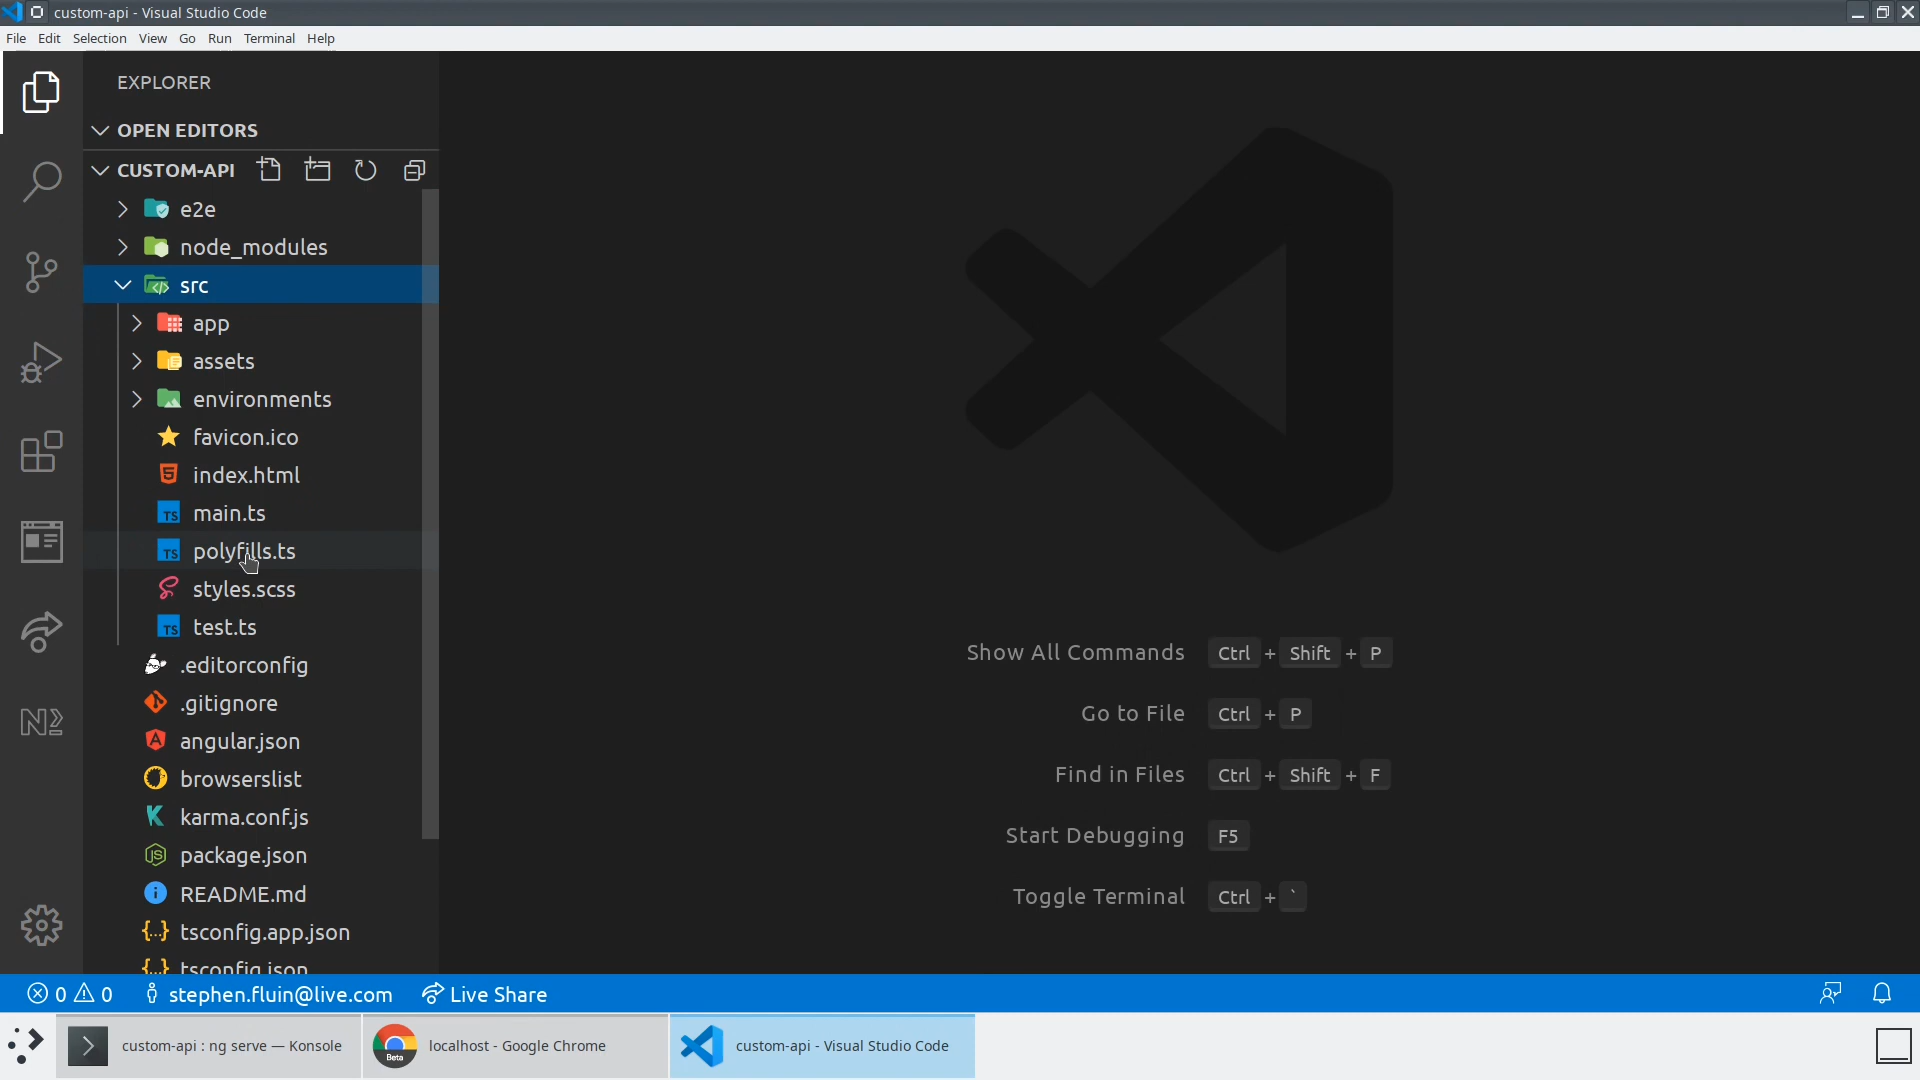 custom-api - Visual Studio Code
File Edit Selection View Go Run Terminal Help
EXPLORER
OPEN EDITORS
CUSTOM-API
e2e
node_modules
src
app
assets
environments
favicon.ico
index.html
main.ts
polyfills.ts
styles.scss
test.ts
.editorconfig
.gitignore
angular.json
browserslist
karma.conf.js
package.json
README.md
tsconfig.app.json
tsconfig.json
Show All Commands Ctrl + Shift + P
Go to File Ctrl + P
Find in Files Ctrl + Shift + F
Start Debugging F5
Toggle Terminal Ctrl + `
0 0 stephen.fluin@live.com Live Share
custom-api : ng serve — Konsole
Beta
localhost - Google Chrome
custom-api - Visual Studio Code